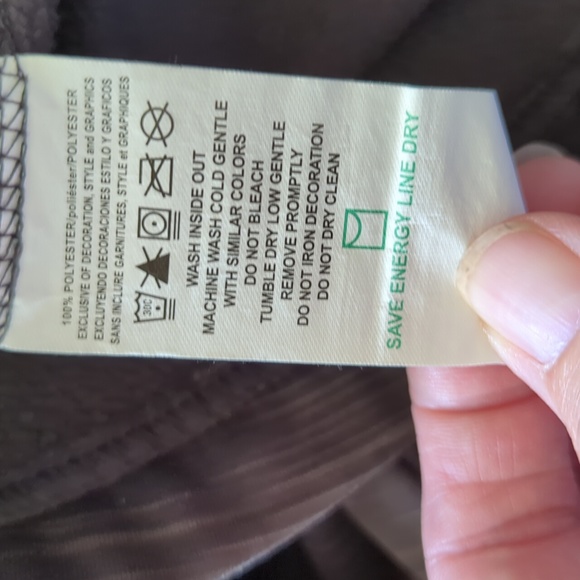 100% POLYESTER/poliéster/POLYESTER
EXCLUSIVE OF DECORATION, STYLE and GRAPHICS
EXCLUYENDO DECORACIONES ESTILO Y GRAFICOS
SANS INCLURE GARNITURES, STYLE et GRAPHIQUES
30C
WASH INSIDE OUT
MACHINE WASH COLD GENTLE
WITH SIMILAR COLORS
DO NOT BLEACH
TUMBLE DRY LOW GENTLE
REMOVE PROMPTLY
DO NOT IRON DECORATION
DO NOT DRY CLEAN
SAVE ENERGY LINE DRY